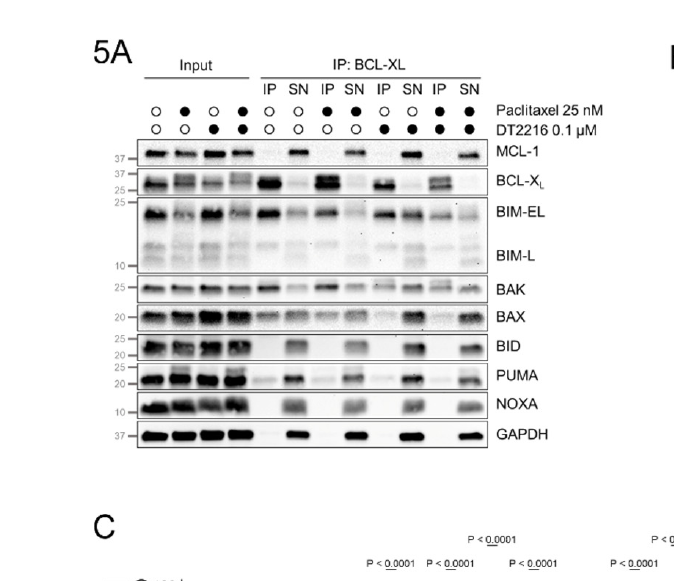 5A
Input IP: BCL-XL
IP SN IP SN IP SN IP SN
Paclitaxel 25 nM
DT2216 0.1 µM
37 MCL-1
37
25 BCL-XL
25 BIM-EL
BIM-L
10
25 BAK
20 BAX
25 BID
20
25 PUMA
20
NOXA
10
37 GAPDH
C
P < 0.0001
P < 0.0001 P < 0.0001 P < 0.0001 P < 0.0001